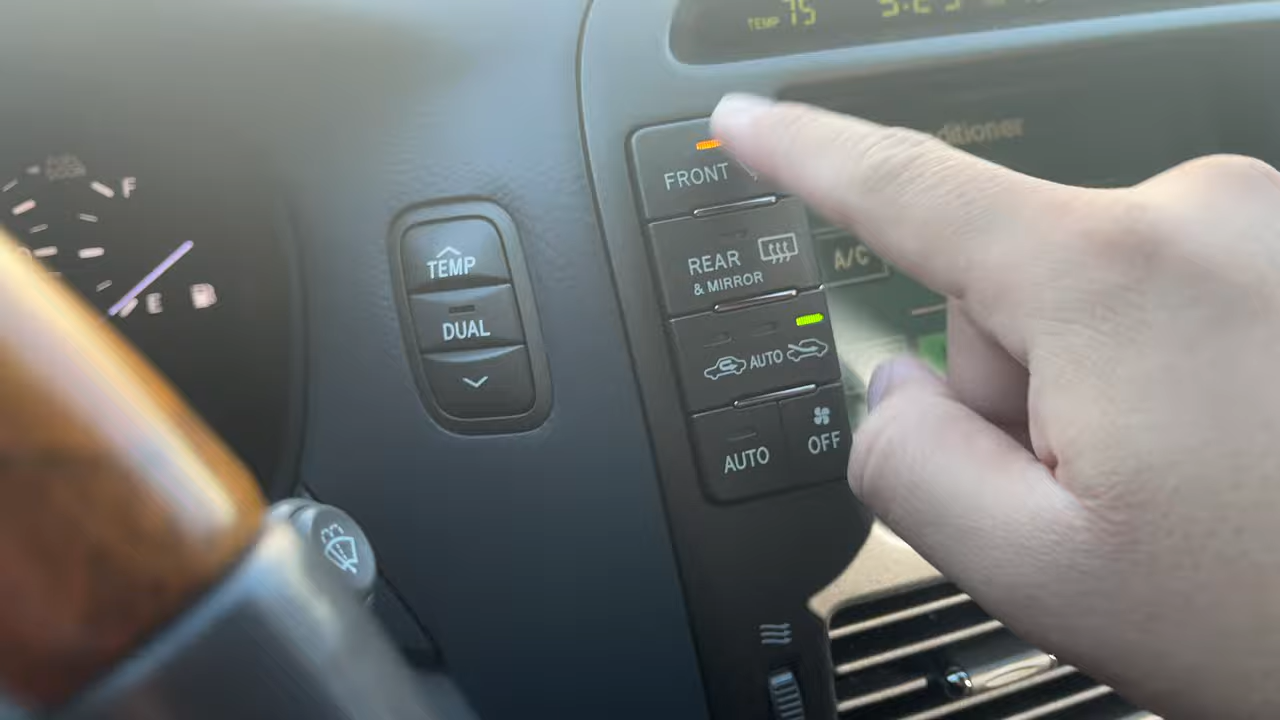 TEMP 75
F
E
TEMP
DUAL
FRONT
REAR
& MIRROR
AUTO
AUTO
OFF
A/C